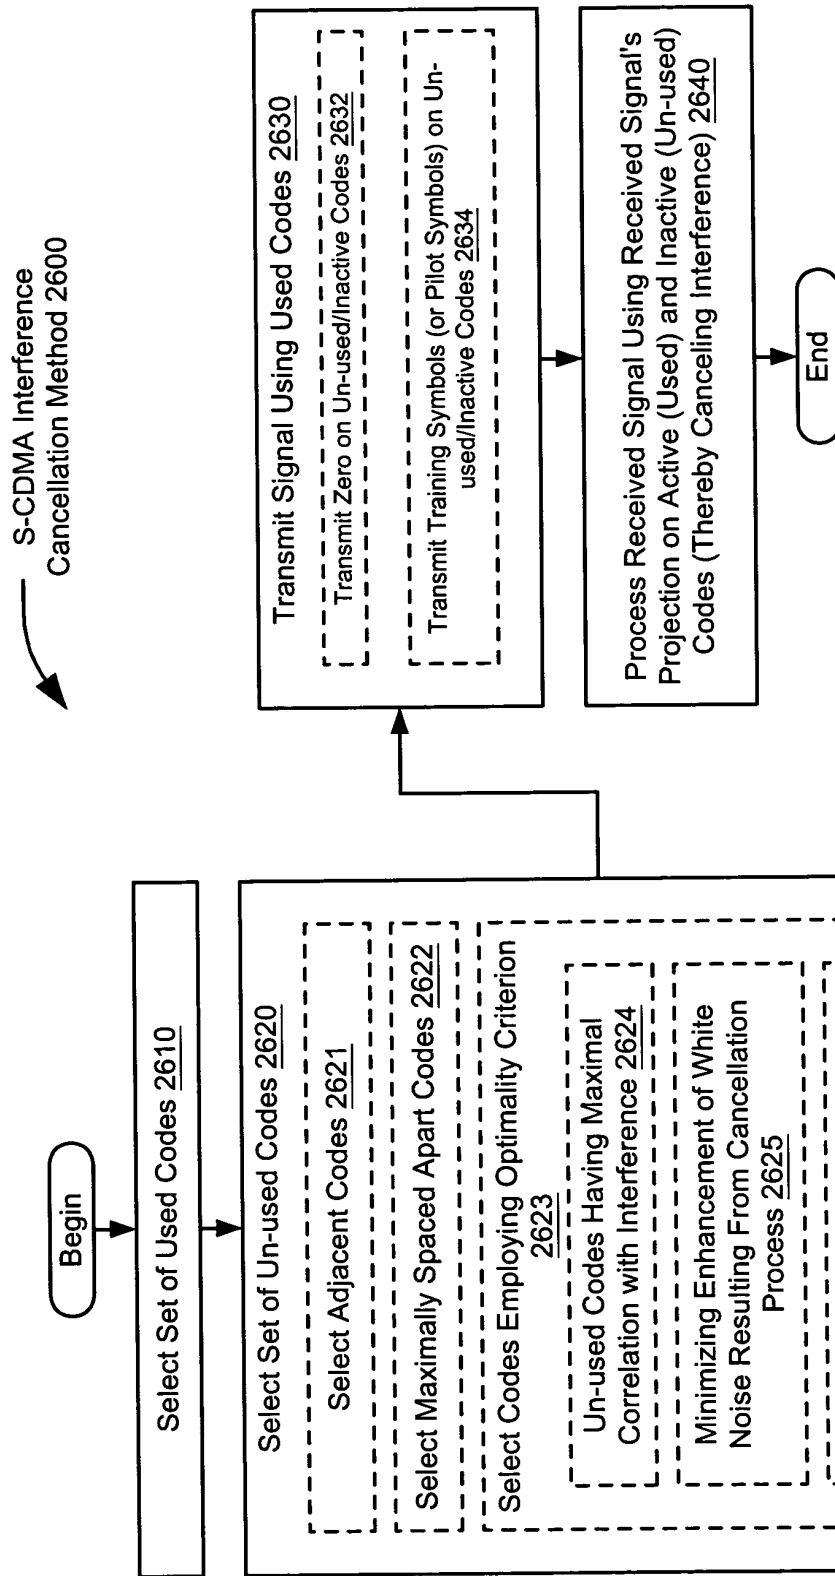 S-CDMA Interference
Cancellation Method 2600
Begin
Select Set of Used Codes 2610
Select Set of Un-used Codes 2620
Select Adjacent Codes 2621
Select Maximally Spaced Apart Codes 2622
Select Codes Employing Optimality Criterion
2623
Un-used Codes Having Maximal
Correlation with Interference 2624
Minimizing Enhancement of White
Noise Resulting From Cancellation
Process 2625
Transmit Signal Using Used Codes 2630
Transmit Zero on Un-used/Inactive Codes 2632
Transmit Training Symbols (or Pilot Symbols) on Un-
used/Inactive Codes 2634
Process Received Signal Using Received Signal's
Projection on Active (Used) and Inactive (Un-used)
Codes (Thereby Canceling Interference) 2640
End